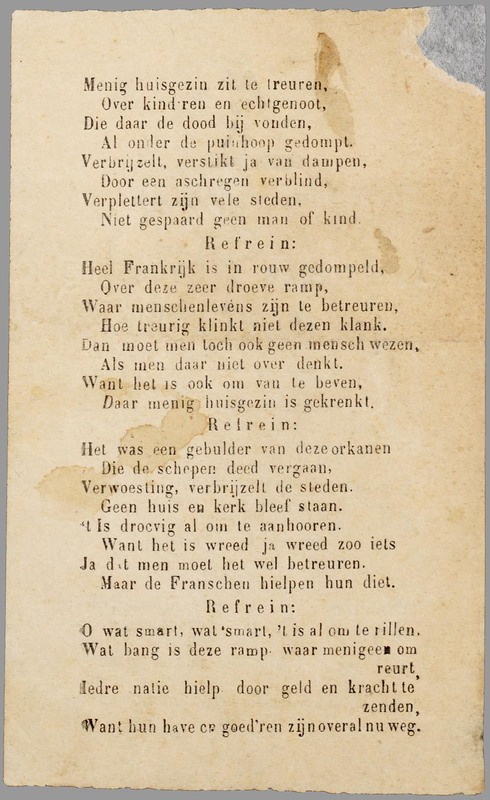 Menig huisgezin zit te treuren,
Over kind'ren en echtgenoot,
Die daar de dood bij vonden,
Al onder de puinhoop gedompt.
Verbrijzelt, verstikt ja van dampen,
Door een aschregen verblind,
Verplettert zijn vele steden.
Niet gespaard geen man of kind.
Refrein:
Heel Frankrijk is in rouw gedompeld,
Over deze zeer droeve ramp,
Waar menschenlevens zijn te betreuren,
Hoe treurig klinkt niet dezen klank.
Dan moet men toch ook geen mensch wezen,
Als men daar niet over denkt.
Want het is ook om van te beven,
Daar menig huisgezin is gekrenkt.
Refrein:
Het was een gebulder van deze orkanen
Die de schepen deed vergaan,
Verwoesting, verbrijzelt de steden.
Geen huis en kerk bleef staan.
't Is droevig al om te aanhooren.
Want het is wreed ja wreed zoo iets
Ja dat men moet het wel betreuren.
Maar de Franschen hielpen hun diet.
Refrein:
O wat smart, wat 'smart, 't is al om te rillen.
Wat bang is deze ramp waar menigeen om
reurt,
Iedre natie hielp door geld en kracht te
zenden,
Want hun have en goed'ren zijn overal nu weg.